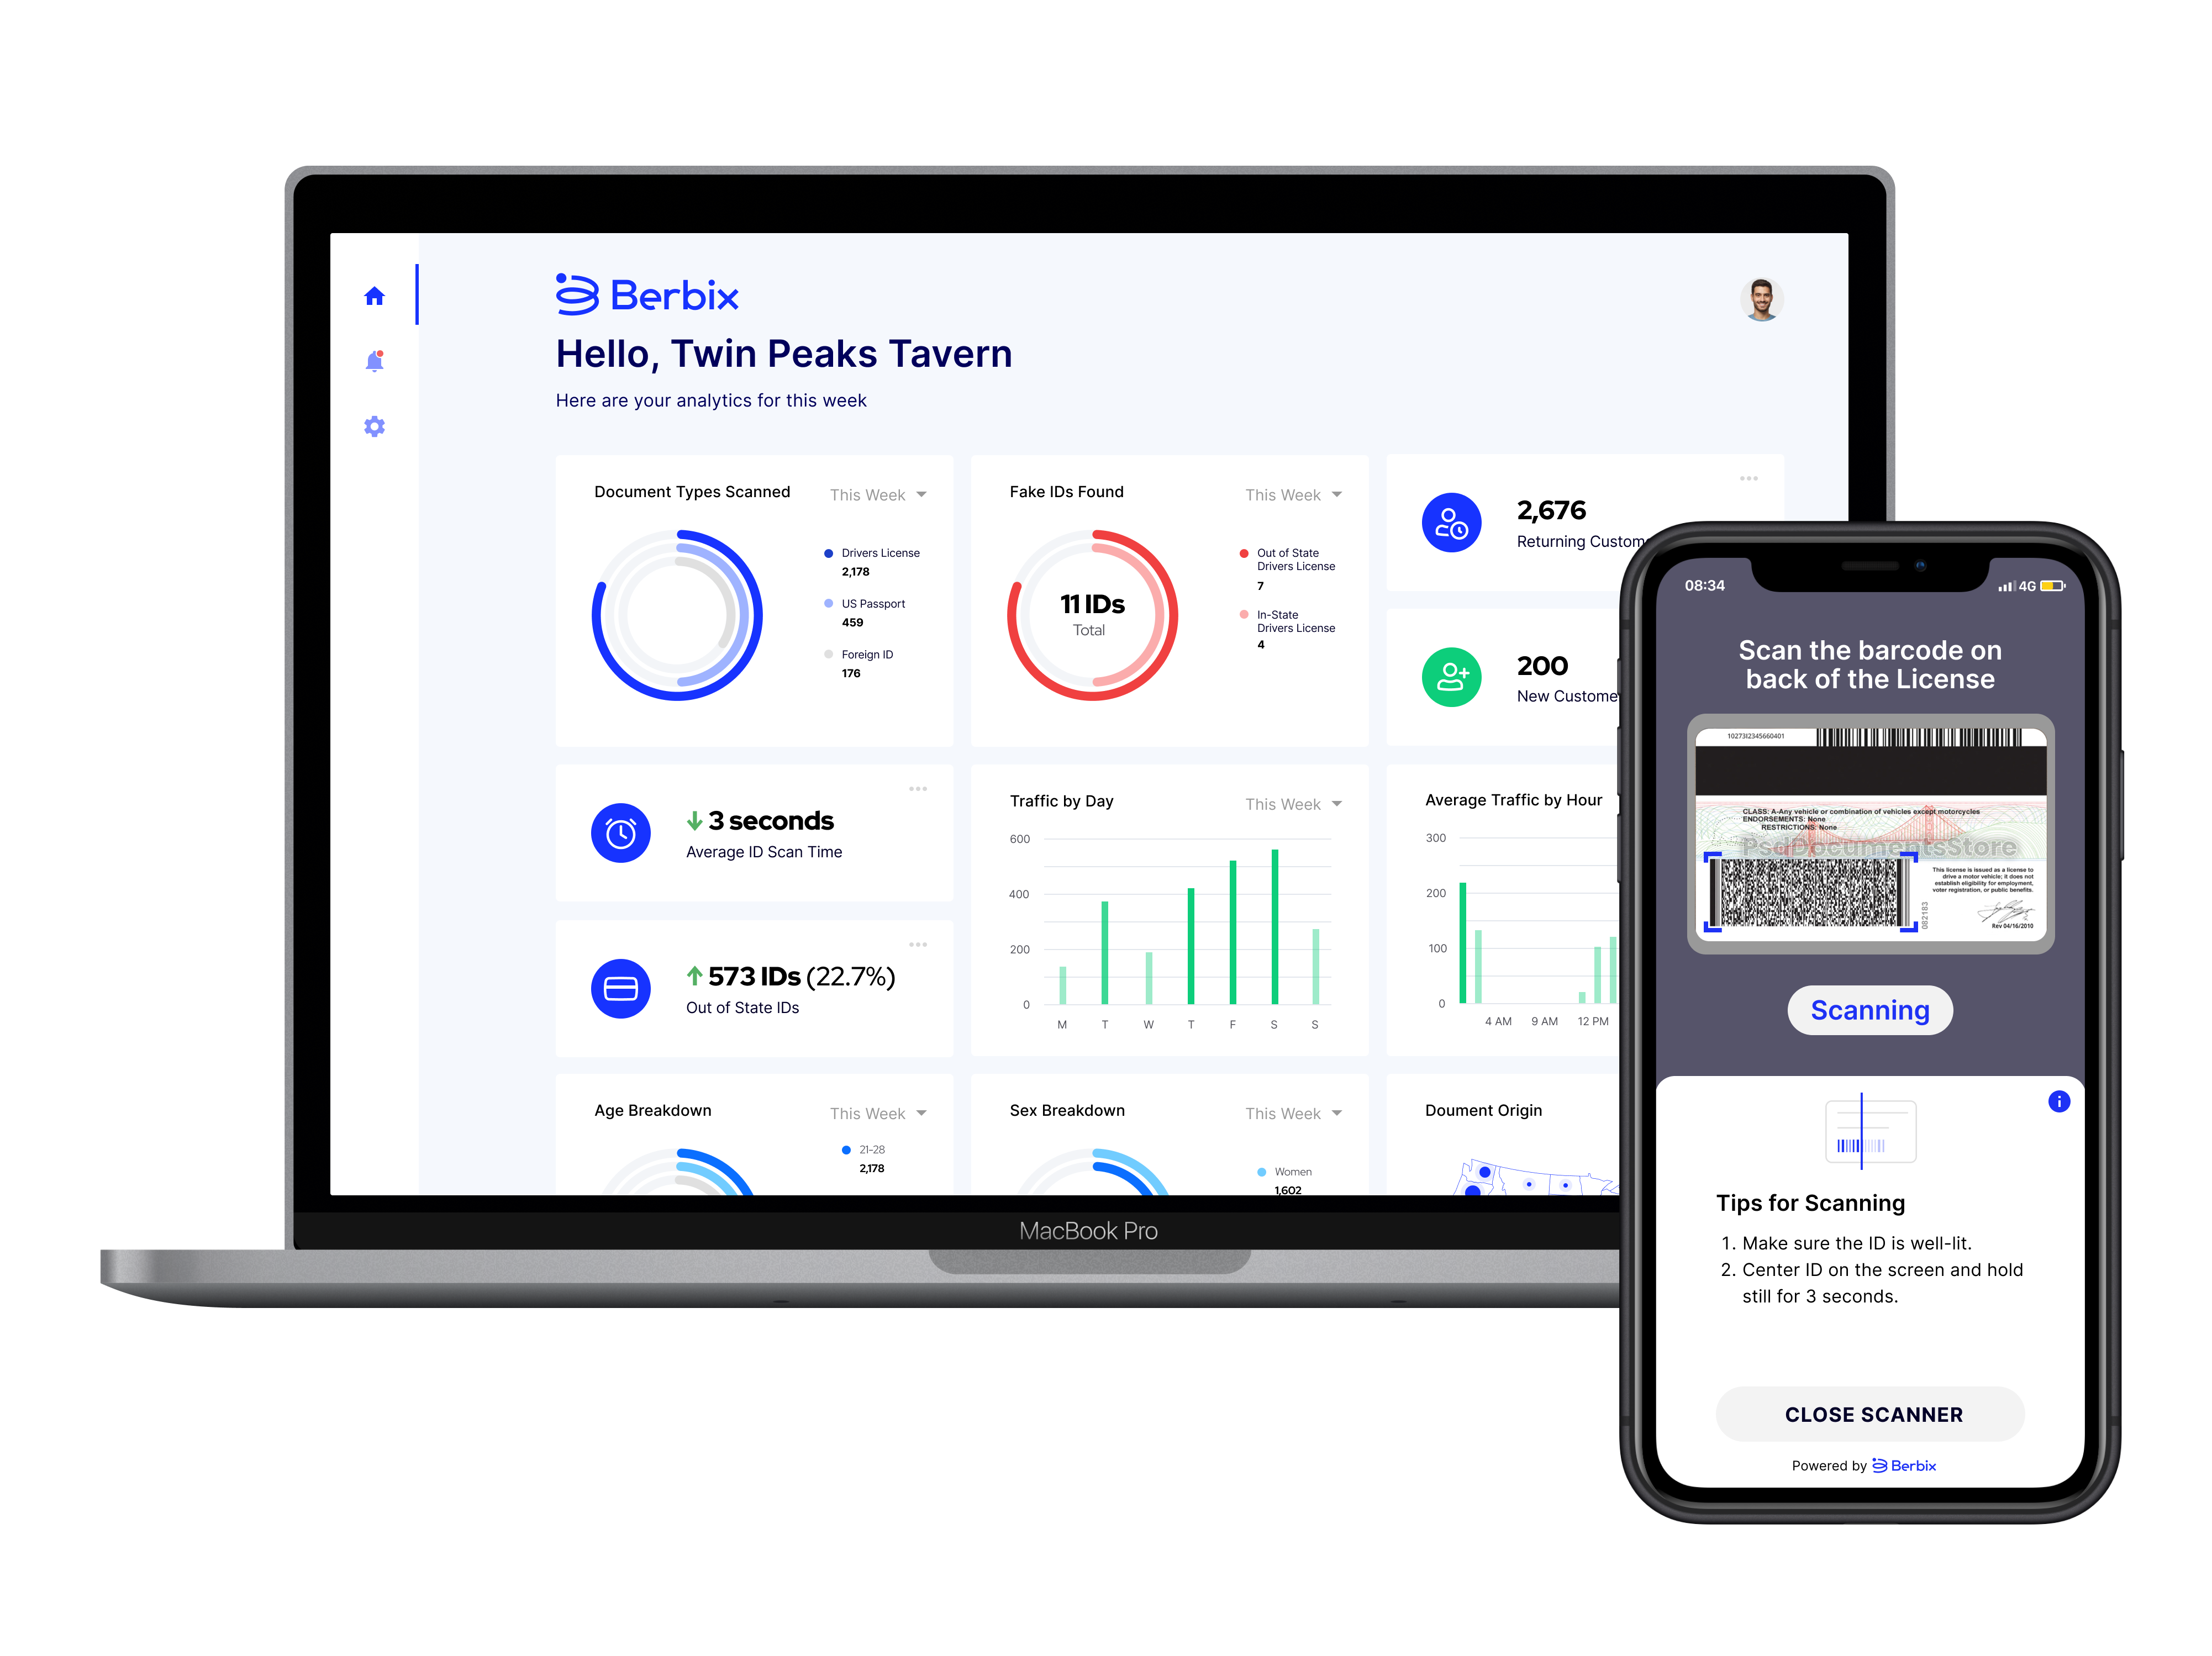 Berbix
Hello, Twin Peaks Tavern
Here are your analytics for this week
Document Types Scanned
This Week
Drivers License
2,178
US Passport
459
Foreign ID
176
Fake IDs Found
This Week
11 IDs
Total
Out of State
Drivers License
7
In-State
Drivers License
4
2,676
Returning Custom
200
New Custome
3 seconds
Average ID Scan Time
573 IDs (22.7%)
Out of State IDs
Traffic by Day
This Week
600
400
200
0
M T W T F S S
Average Traffic by Hour
300
200
100
0
4 AM 9 AM 12 PM
Age Breakdown
This Week
21-28
2,178
Sex Breakdown
This Week
Women
1,602
Doument Origin
MacBook Pro
08:34
4G
Scan the barcode on
back of the License
10273I2345660401
CLASS: A-Any vehicle or combination of vehicles except motorcycles
ENDORSEMENTS: None
RESTRICTIONS: None
PsdDocumentsStore
This license is issued as a license to
drive a motor vehicle; it does not
establish eligibility for employment,
voter registration, or public benefits.
082183
Rev 04/16/2010
Scanning
Tips for Scanning
1. Make sure the ID is well-lit.
2. Center ID on the screen and hold
still for 3 seconds.
CLOSE SCANNER
Powered by Berbix